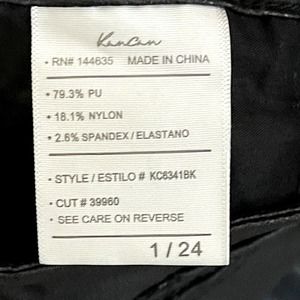 KanCan
• RN# 144635 MADE IN CHINA
• 79.3% PU
• 18.1% NYLON
• 2.6% SPANDEX / ELASTANO
• STYLE / ESTILO # KC8341BK
• CUT # 39960
• SEE CARE ON REVERSE
1 / 24